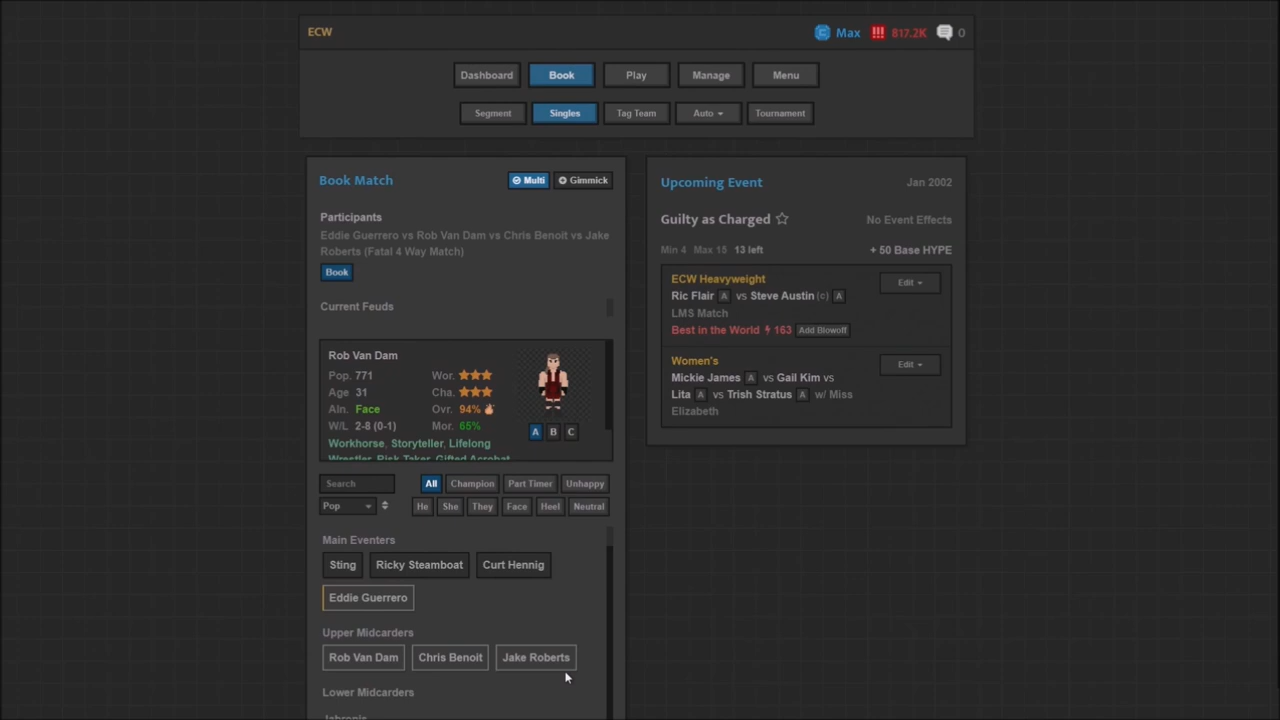 ECW
Max 817.2K 0
Dashboard Book Play Manage Menu
Segment Singles Tag Team Auto Tournament
Book Match Multi Gimmick
Participants
Eddie Guerrero vs Rob Van Dam vs Chris Benoit vs Jake
Roberts (Fatal 4 Way Match)
Book
Current Feuds
Rob Van Dam
Pop. 771 Wor.
Age 31 Cha.
Aln. Face Ovr. 94%
W/L 2-8 (0-1) Mor. 65%
A B C
Workhorse, Storyteller, Lifelong
Wrestler, Risk Taker, Gifted Acrobat
Search All Champion Part Timer Unhappy
Pop He She They Face Heel Neutral
Main Eventers
Sting Ricky Steamboat Curt Hennig
Eddie Guerrero
Upper Midcarders
Rob Van Dam Chris Benoit Jake Roberts
Lower Midcarders
Jabronis
Upcoming Event Jan 2002
Guilty as Charged No Event Effects
Min 4 Max 15 13 left + 50 Base HYPE
ECW Heavyweight Edit
Ric Flair A vs Steve Austin (c) A
LMS Match
Best in the World 163 Add Blowoff
Women's Edit
Mickie James A vs Gail Kim vs
Lita A vs Trish Stratus A w/ Miss
Elizabeth